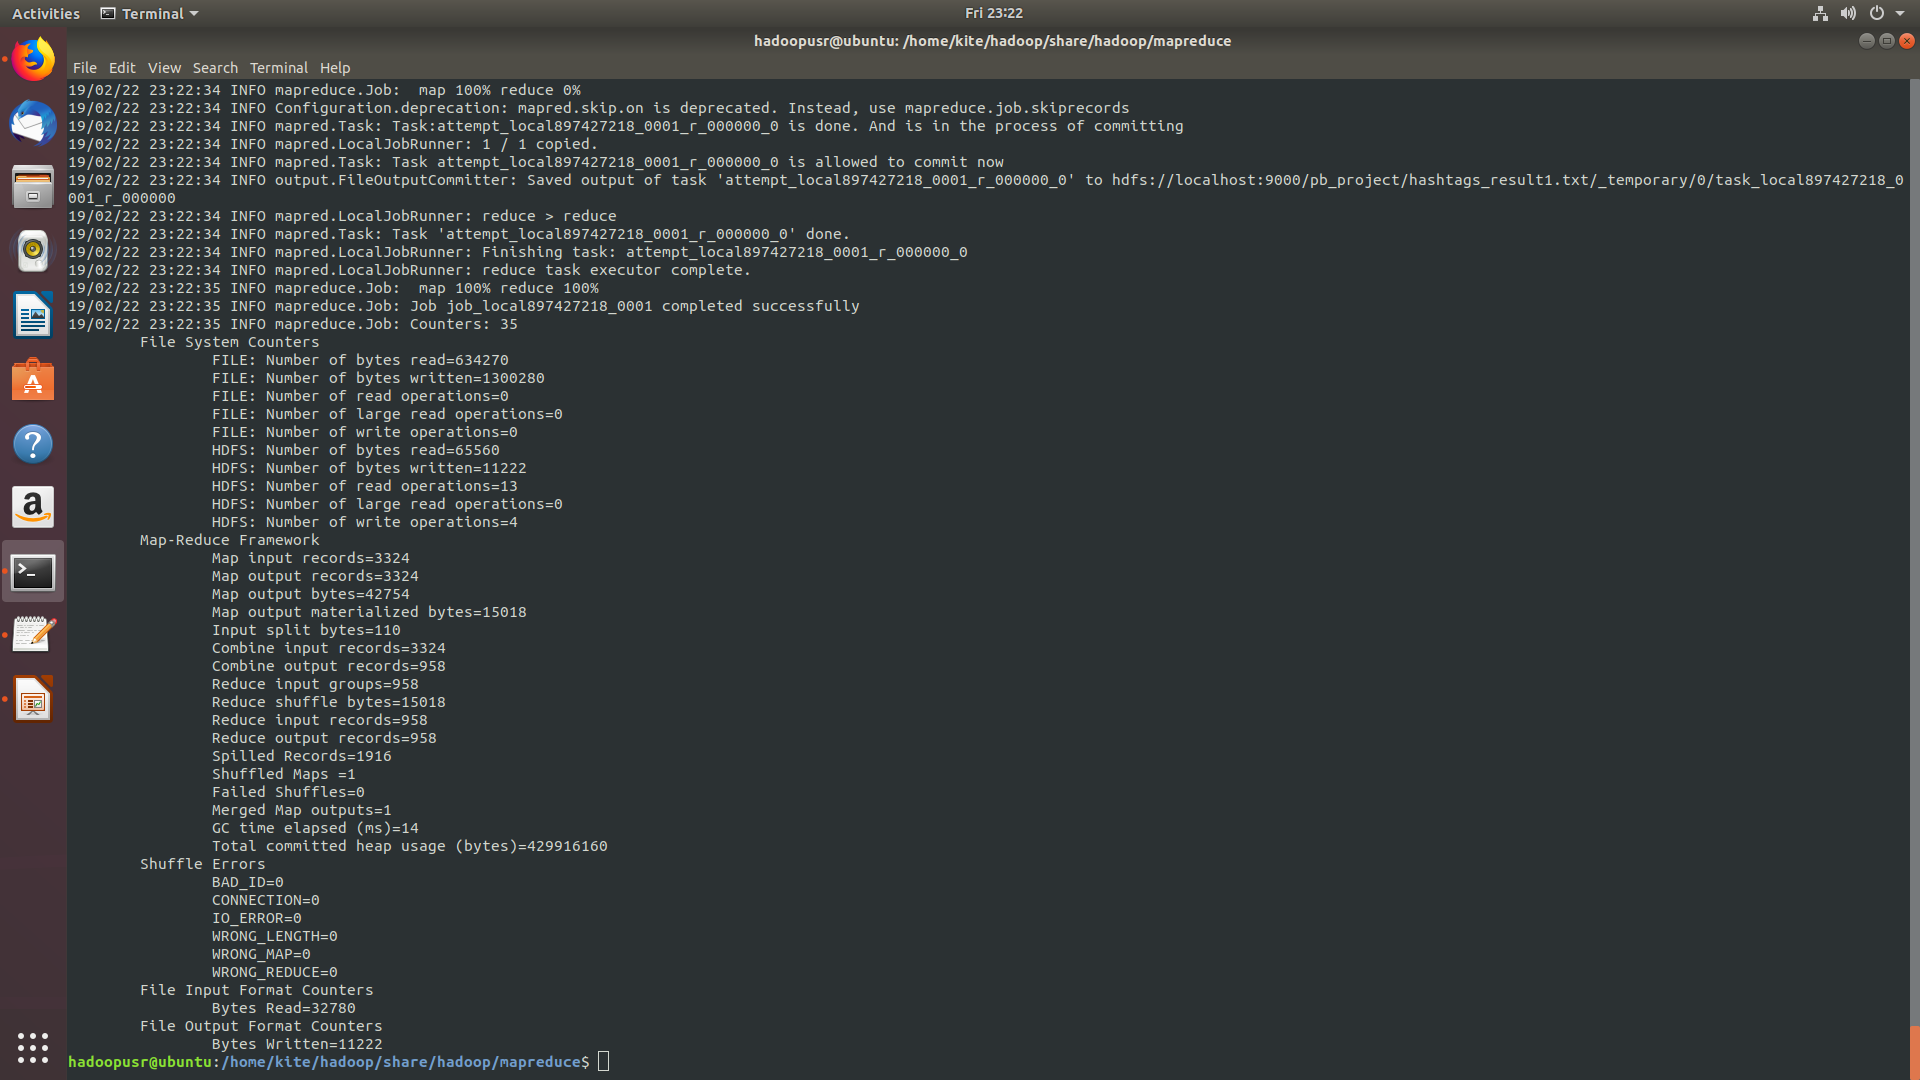 Activities Terminal Fri 23:22
hadoopusr@ubuntu: /home/kite/hadoop/share/hadoop/mapreduce
File Edit View Search Terminal Help
19/02/22 23:22:34 INFO mapreduce.Job:  map 100% reduce 0%
19/02/22 23:22:34 INFO Configuration.deprecation: mapred.skip.on is deprecated. Instead, use mapreduce.job.skiprecords
19/02/22 23:22:34 INFO mapred.Task: Task:attempt_local897427218_0001_r_000000_0 is done. And is in the process of committing
19/02/22 23:22:34 INFO mapred.LocalJobRunner: 1 / 1 copied.
19/02/22 23:22:34 INFO mapred.Task: Task attempt_local897427218_0001_r_000000_0 is allowed to commit now
19/02/22 23:22:34 INFO output.FileOutputCommitter: Saved output of task 'attempt_local897427218_0001_r_000000_0' to hdfs://localhost:9000/pb_project/hashtags_result1.txt/_temporary/0/task_local897427218_0
001_r_000000
19/02/22 23:22:34 INFO mapred.LocalJobRunner: reduce > reduce
19/02/22 23:22:34 INFO mapred.Task: Task 'attempt_local897427218_0001_r_000000_0' done.
19/02/22 23:22:34 INFO mapred.LocalJobRunner: Finishing task: attempt_local897427218_0001_r_000000_0
19/02/22 23:22:34 INFO mapred.LocalJobRunner: reduce task executor complete.
19/02/22 23:22:35 INFO mapreduce.Job:  map 100% reduce 100%
19/02/22 23:22:35 INFO mapreduce.Job: Job job_local897427218_0001 completed successfully
19/02/22 23:22:35 INFO mapreduce.Job: Counters: 35
File System Counters
FILE: Number of bytes read=634270
FILE: Number of bytes written=1300280
FILE: Number of read operations=0
FILE: Number of large read operations=0
FILE: Number of write operations=0
HDFS: Number of bytes read=65560
HDFS: Number of bytes written=11222
HDFS: Number of read operations=13
HDFS: Number of large read operations=0
HDFS: Number of write operations=4
Map-Reduce Framework
Map input records=3324
Map output records=3324
Map output bytes=42754
Map output materialized bytes=15018
Input split bytes=110
Combine input records=3324
Combine output records=958
Reduce input groups=958
Reduce shuffle bytes=15018
Reduce input records=958
Reduce output records=958
Spilled Records=1916
Shuffled Maps =1
Failed Shuffles=0
Merged Map outputs=1
GC time elapsed (ms)=14
Total committed heap usage (bytes)=429916160
Shuffle Errors
BAD_ID=0
CONNECTION=0
IO_ERROR=0
WRONG_LENGTH=0
WRONG_MAP=0
WRONG_REDUCE=0
File Input Format Counters
Bytes Read=32780
File Output Format Counters
Bytes Written=11222
hadoopusr@ubuntu:/home/kite/hadoop/share/hadoop/mapreduce$